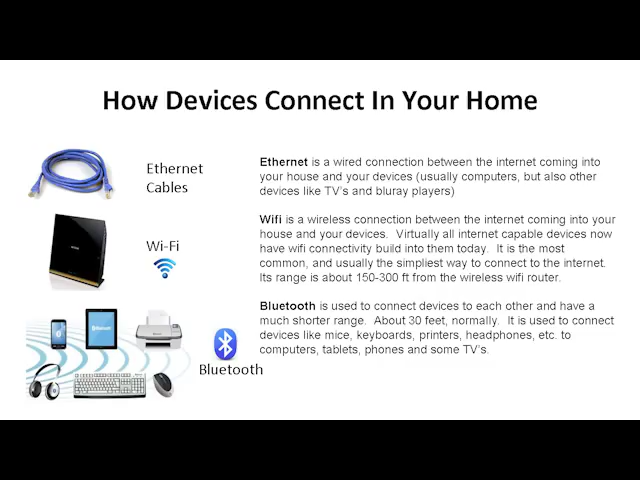 How Devices Connect In Your Home
Ethernet
Cables
Ethernet is a wired connection between the internet coming into
your house and your devices (usually computers, but also other
devices like TV's and bluray players)
Wi-Fi
Wifi is a wireless connection between the internet coming into your
house and your devices. Virtually all internet capable devices now
have wifi connectivity build into them today. It is the most
common, and usually the simpliest way to connect to the internet.
Its range is about 150-300 ft from the wireless wifi router.
Bluetooth
Bluetooth is used to connect devices to each other and have a
much shorter range. About 30 feet, normally. It is used to connect
devices like mice, keyboards, printers, headphones, etc. to
computers, tablets, phones and some TV's.